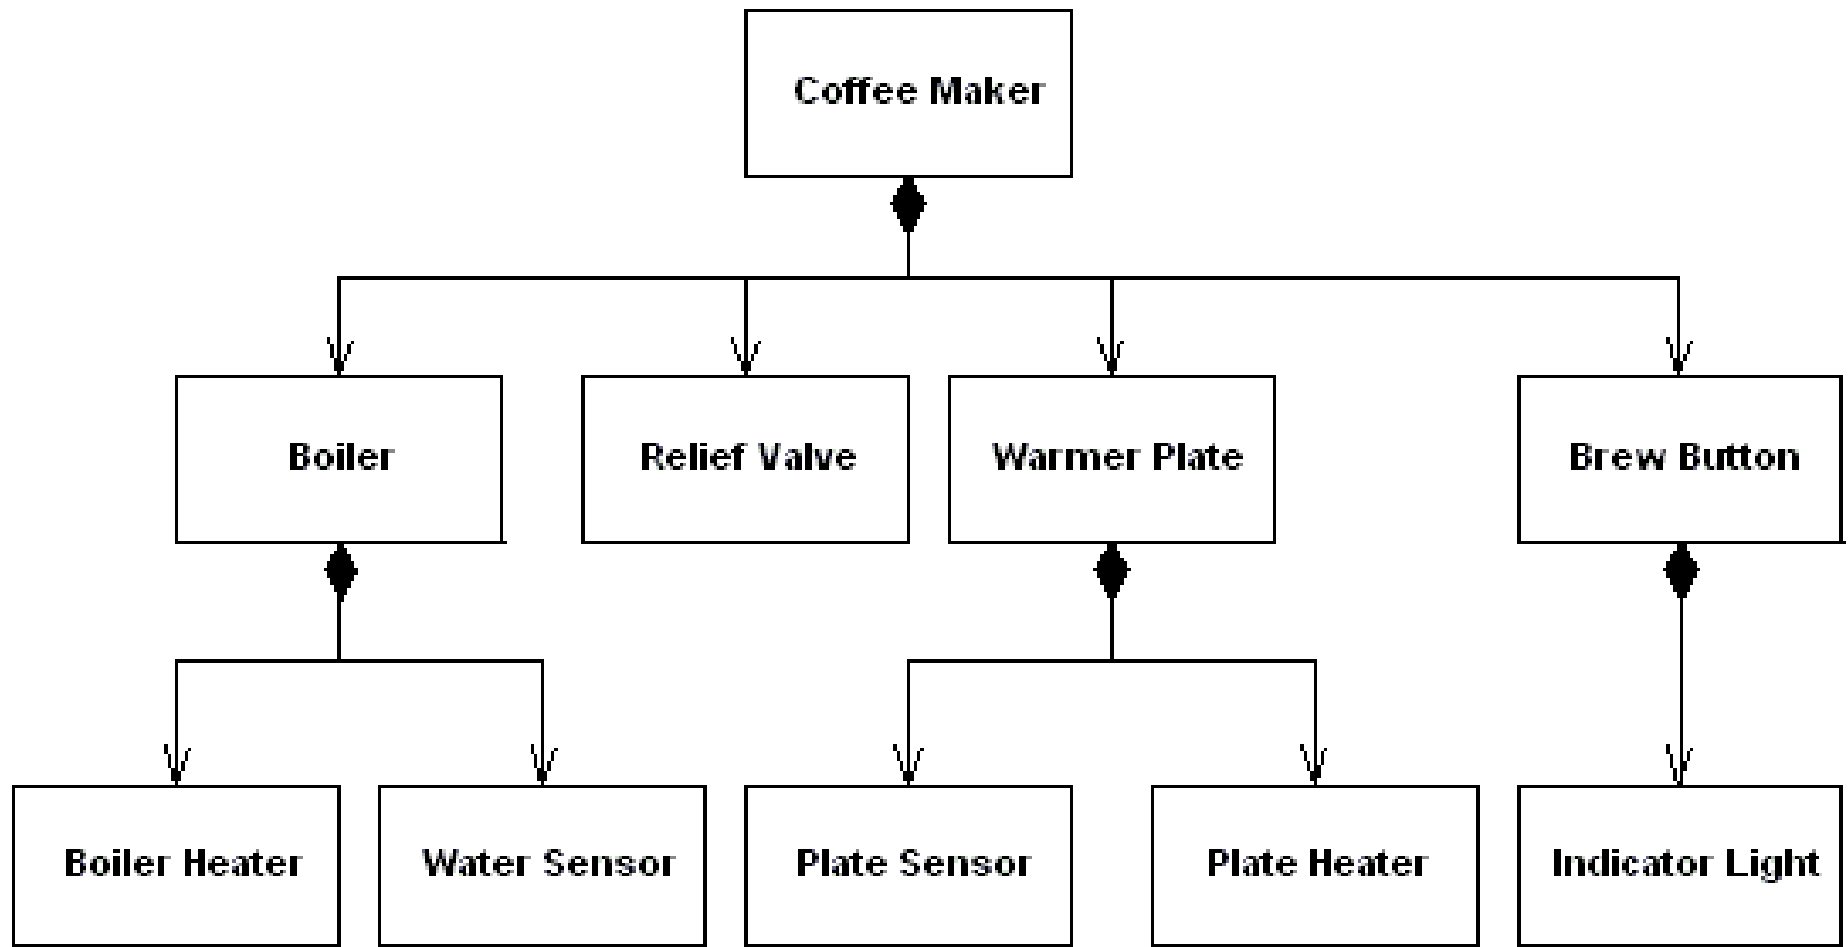 Coffee Maker
Boiler
Relief Valve
Warmer Plate
Brew Button
Boiler Heater
Water Sensor
Plate Sensor
Plate Heater
Indicator Light